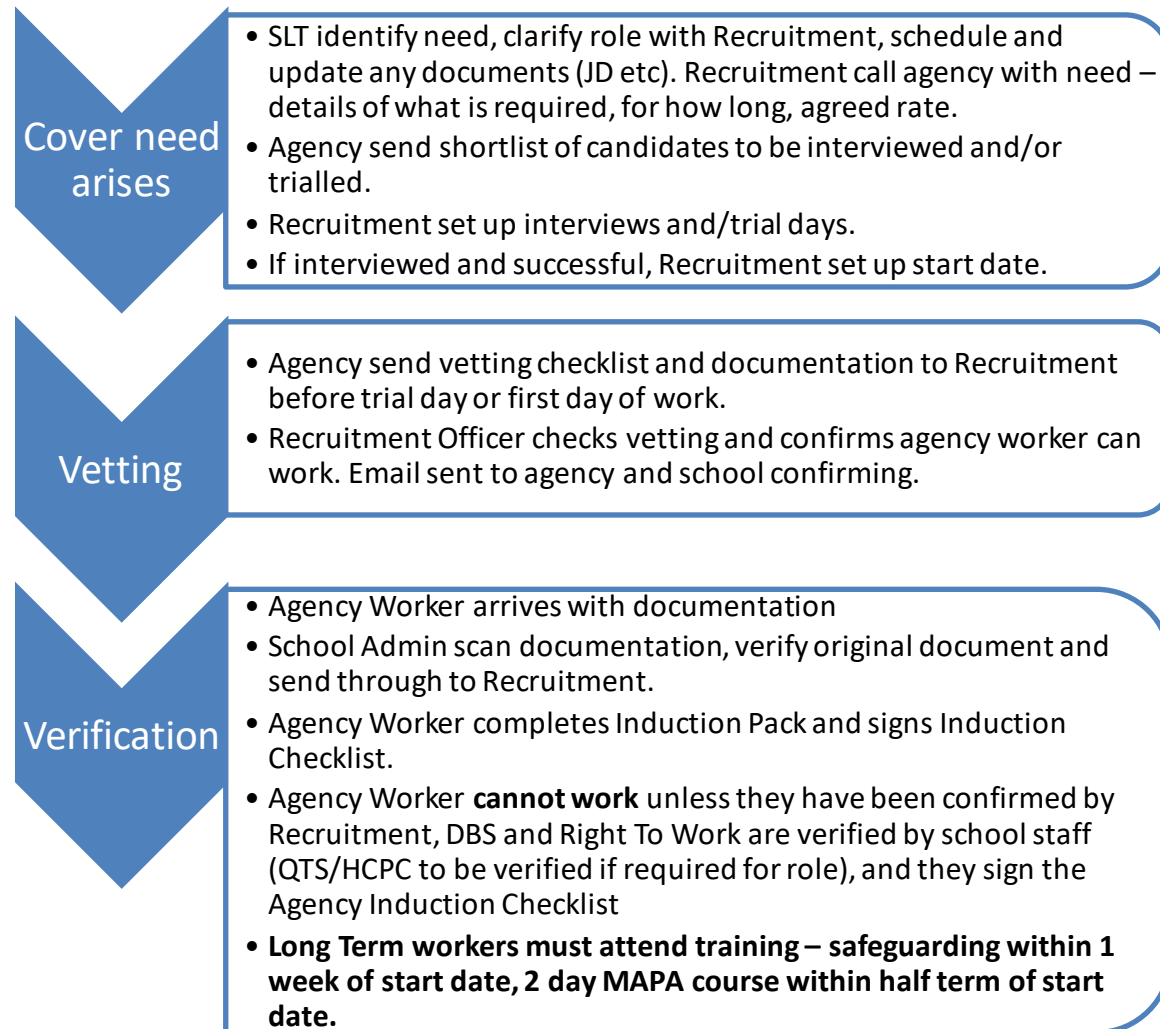 Cover need
arises
• SLT identify need, clarify role with Recruitment, schedule and
update any documents (JD etc). Recruitment call agency with need –
details of what is required, for how long, agreed rate.
• Agency send shortlist of candidates to be interviewed and/or
trialled.
• Recruitment set up interviews and/trial days.
• If interviewed and successful, Recruitment set up start date.
Vetting
• Agency send vetting checklist and documentation to Recruitment
before trial day or first day of work.
• Recruitment Officer checks vetting and confirms agency worker can
work. Email sent to agency and school confirming.
Verification
• Agency Worker arrives with documentation
• School Admin scan documentation, verify original document and
send through to Recruitment.
• Agency Worker completes Induction Pack and signs Induction
Checklist.
• Agency Worker cannot work unless they have been confirmed by
Recruitment, DBS and Right To Work are verified by school staff
(QTS/HCPC to be verified if required for role), and they sign the
Agency Induction Checklist
• Long Term workers must attend training – safeguarding within 1
week of start date, 2 day MAPA course within half term of start
date.